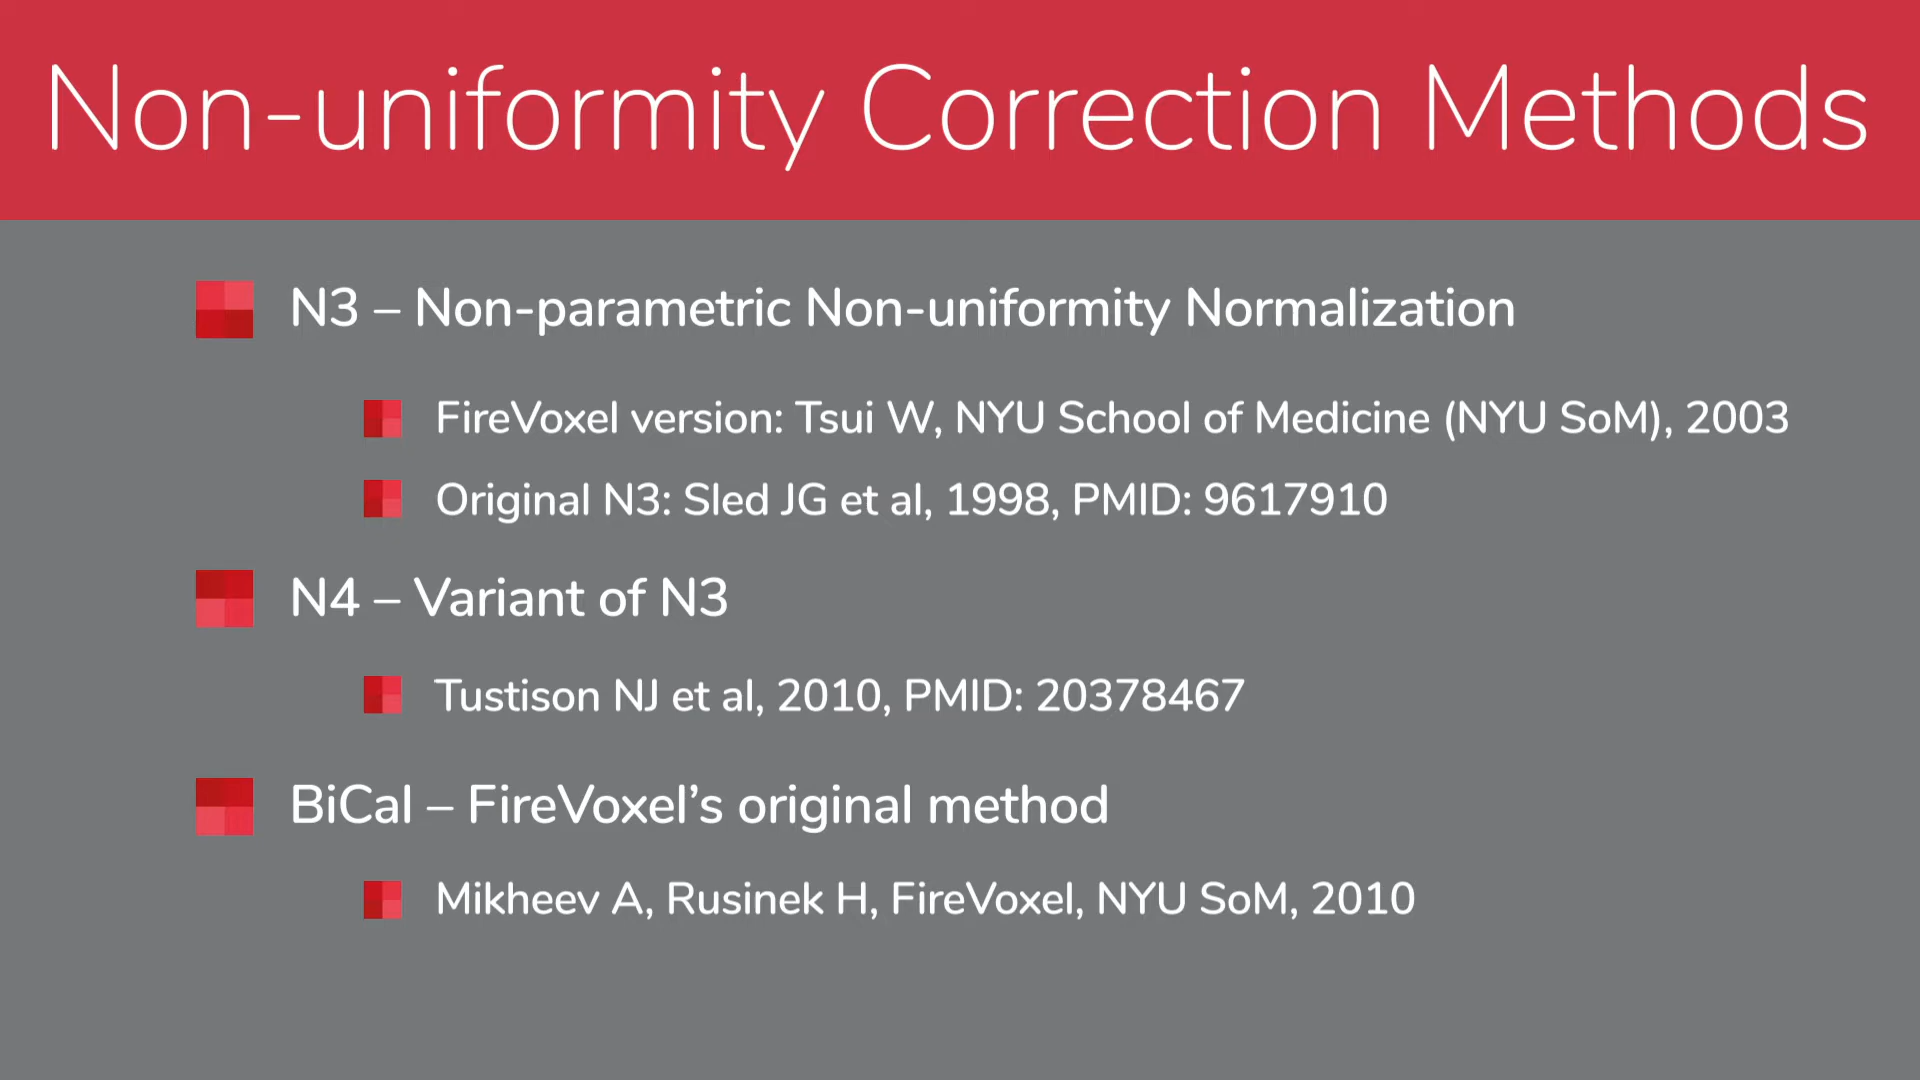 Non-uniformity Correction Methods
N3 – Non-parametric Non-uniformity Normalization
FireVoxel version: Tsui W, NYU School of Medicine (NYU SoM), 2003
Original N3: Sled JG et al, 1998, PMID: 9617910
N4 – Variant of N3
Tustison NJ et al, 2010, PMID: 20378467
BiCal – FireVoxel’s original method
Mikheev A, Rusinek H, FireVoxel, NYU SoM, 2010